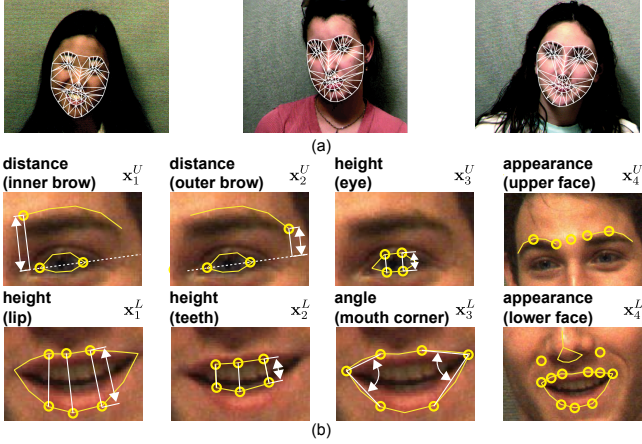 (a)
distance (inner brow) x₁ᵁ
distance (outer brow) x₂ᵁ
height (eye) x₃ᵁ
appearance (upper face) x₄ᵁ
height (lip) x₁ᴸ
height (teeth) x₂ᴸ
angle (mouth corner) x₃ᴸ
appearance (lower face) x₄ᴸ
(b)